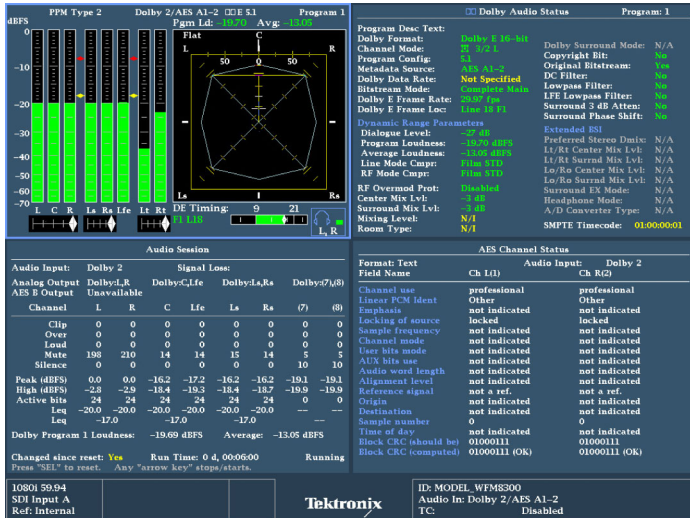 PPM Type 2 Dolby 2/AES A1-2 DD E 5.1 Program 1
dBFS Pgm Ld: -19.70 Avg: -13.05
0
-10
-20
-30
-40
-50
-60
-70
L C R Ls Rs Lfe Lt Rt
Flat C
L R
50 0 50
Ls Rs
DE Timing: 9 21
F1 L18
L, R
DD Dolby Audio Status Program: 1
Program Desc Text:
Dolby Format: Dolby E 16-bit
Channel Mode: 3/2 L
Program Config: 5.1
Metadata Source: AES A1-2
Dolby Data Rate: Not Specified
Bitstream Mode: Complete Main
Dolby E Frame Rate: 29.97 fps
Dolby E Frame Loc: Line 18 F1
Dynamic Range Parameters
Dialogue Level: -27 dB
Program Loudness: -19.70 dBFS
Average Loudness: -13.05 dBFS
Line Mode Cmpr: Film STD
RF Mode Cmpr: Film STD
RF Overmod Prot: Disabled
Center Mix Lvl: -3 dB
Surround Mix Lvl: -3 dB
Mixing Level: N/I
Room Type: N/I
Dolby Surround Mode: N/A
Copyright Bit: No
Original Bitstream: Yes
DC Filter: No
Lowpass Filter: No
LFE Lowpass Filter: No
Surround 3 dB Atten: No
Surround Phase Shift: No
Extended BSI
Preferred Stereo Dmix: N/A
Lt/Rt Center Mix Lvl: N/A
Lt/Rt Surrnd Mix Lvl: N/A
Lo/Ro Center Mix Lvl: N/A
Lo/Ro Surrnd Mix Lvl: N/A
Surround EX Mode: N/A
Headphone Mode: N/A
A/D Converter Type: N/A
SMPTE Timecode: 01:00:00:01
Audio Session
Audio Input: Dolby 2 Signal Loss:
Analog Output Dolby:L,R Dolby:C,Lfe Dolby:Ls,Rs Dolby:(7),(8)
AES B Output Unavailable
Channel L R C Lfe Ls Rs (7) (8)
Clip 0 0 0 0 0 0 0 0
Over 0 0 0 0 0 0 0 0
Loud 0 0 0 0 0 0 0 0
Mute 198 210 14 14 15 14 5 5
Silence 0 0 0 0 0 0 10 10
Peak (dBFS) 0.0 0.0 -16.2 -17.2 -16.2 -16.2 -19.1 -19.1
High (dBFS) -2.8 -2.9 -18.4 -19.3 -18.4 -18.7 -19.9 -19.9
Active bits 24 24 24 24 24 24 0 0
Leq -20.0 -20.0 -20.0 -20.0 -20.0 -20.0 -- --
Leq -17.0 -17.0 -17.0 --
Dolby Program 1 Loudness: -19.69 dBFS Average: -13.05 dBFS
Changed since reset: Yes Run Time: 0 d, 00:06:00 Running
Press "SEL" to reset. Any "arrow key" stops/starts.
AES Channel Status
Format: Text Audio Input: Dolby 2
Field Name Ch L(1) Ch R(2)
Channel use professional professional
Linear PCM Ident Other Other
Emphasis not indicated not indicated
Locking of source locked locked
Sample frequency not indicated not indicated
Channel mode not indicated not indicated
User bits mode not indicated not indicated
AUX bits use not indicated not indicated
Audio word length not indicated not indicated
Alignment level not indicated not indicated
Reference signal not a ref. not a ref.
Origin not indicated not indicated
Destination not indicated not indicated
Sample number 0 0
Time of day not indicated not indicated
Block CRC (should be) 01000111 01000111
Block CRC (computed) 01000111 (OK) 01000111 (OK)
1080i 59.94
SDI Input A
Ref: Internal
Tektronix
ID: MODEL_WFM8300
Audio In: Dolby 2/AES A1-2
TC: Disabled